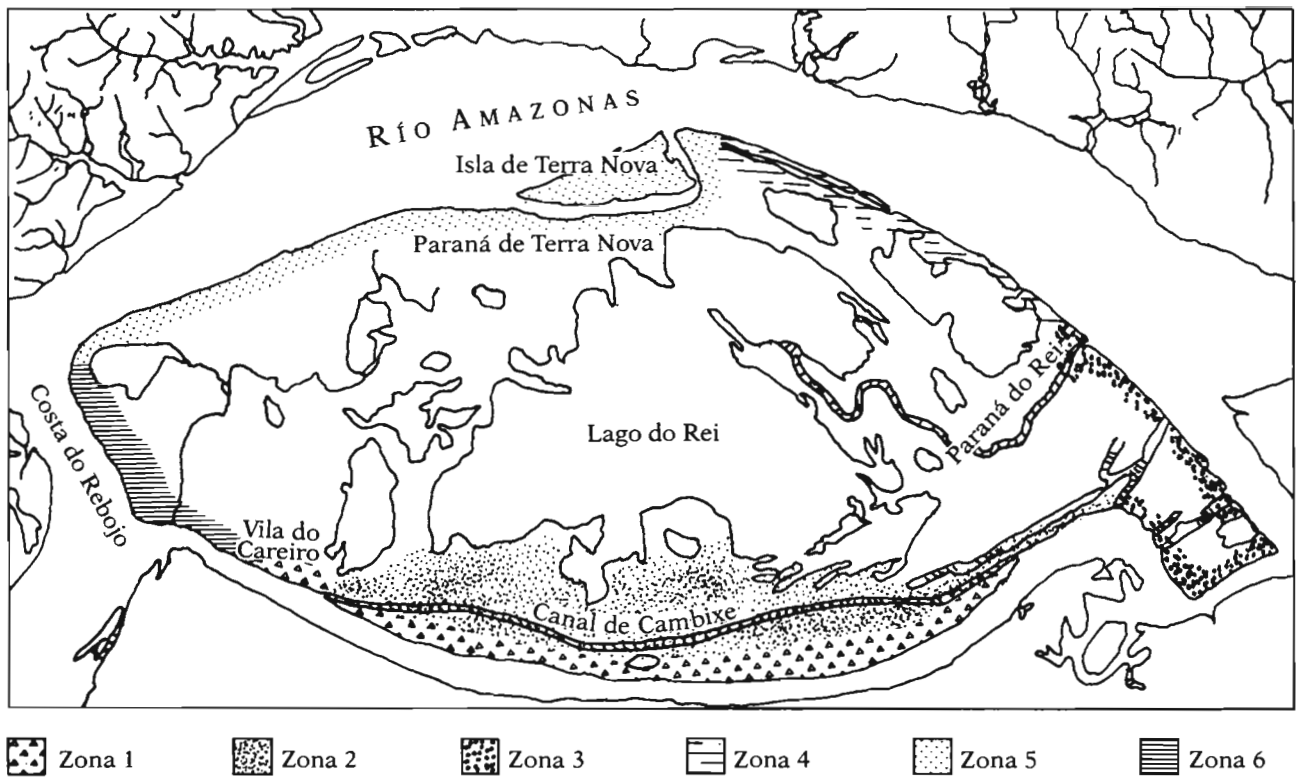 RÍO AMAZONAS
Isla de Terra Nova
Paraná de Terra Nova
Paraná do Rei
Costa do Rebojo
Lago do Rei
Vila do
Careiro
Canal de Cambixe
Zona 1
Zona 2
Zona 3
Zona 4
Zona 5
Zona 6